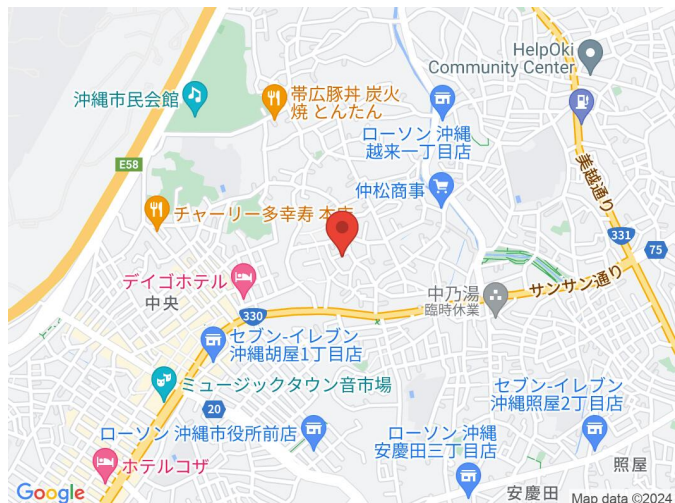 HelpOki
Community Center
沖縄市民会館
帯広豚丼 炭火
焼 とんたん
ローソン 沖縄
越来一丁目店
E58
仲松商事
美越通り
チャーリー多幸寿 本店
331
75
デイゴホテル
中央
サンサン通り
中乃湯
臨時休業
330
セブン-イレブン
沖縄胡屋1丁目店
ミュージックタウン音市場
セブン-イレブン
沖縄照屋2丁目店
20
ローソン 沖縄市役所前店
ローソン 沖縄
安慶田三丁目店
照屋
ホテルコザ
安慶田
Google
Map data ©2024